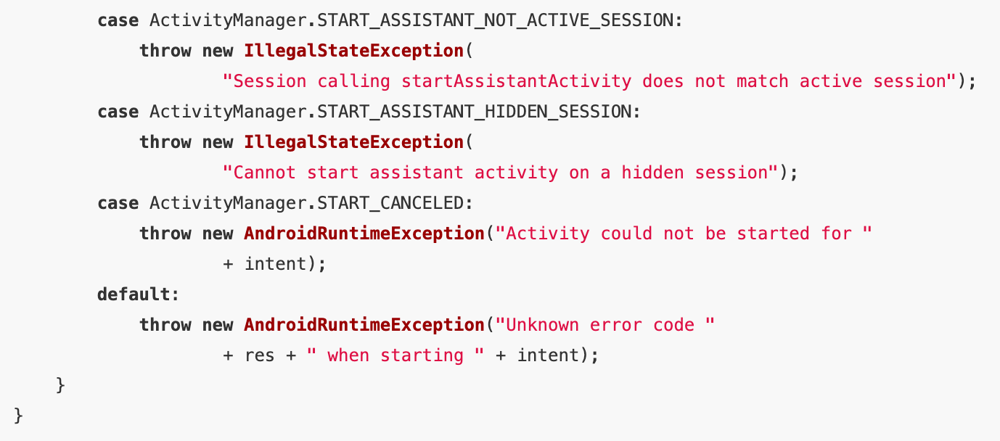 case ActivityManager.START_ASSISTANT_NOT_ACTIVE_SESSION:
throw new IllegalStateException(
"Session calling startAssistantActivity does not match active session");
case ActivityManager.START_ASSISTANT_HIDDEN_SESSION:
throw new IllegalStateException(
"Cannot start assistant activity on a hidden session");
case ActivityManager.START_CANCELED:
throw new AndroidRuntimeException("Activity could not be started for "
+ intent);
default:
throw new AndroidRuntimeException("Unknown error code "
+ res + " when starting " + intent);
}
}